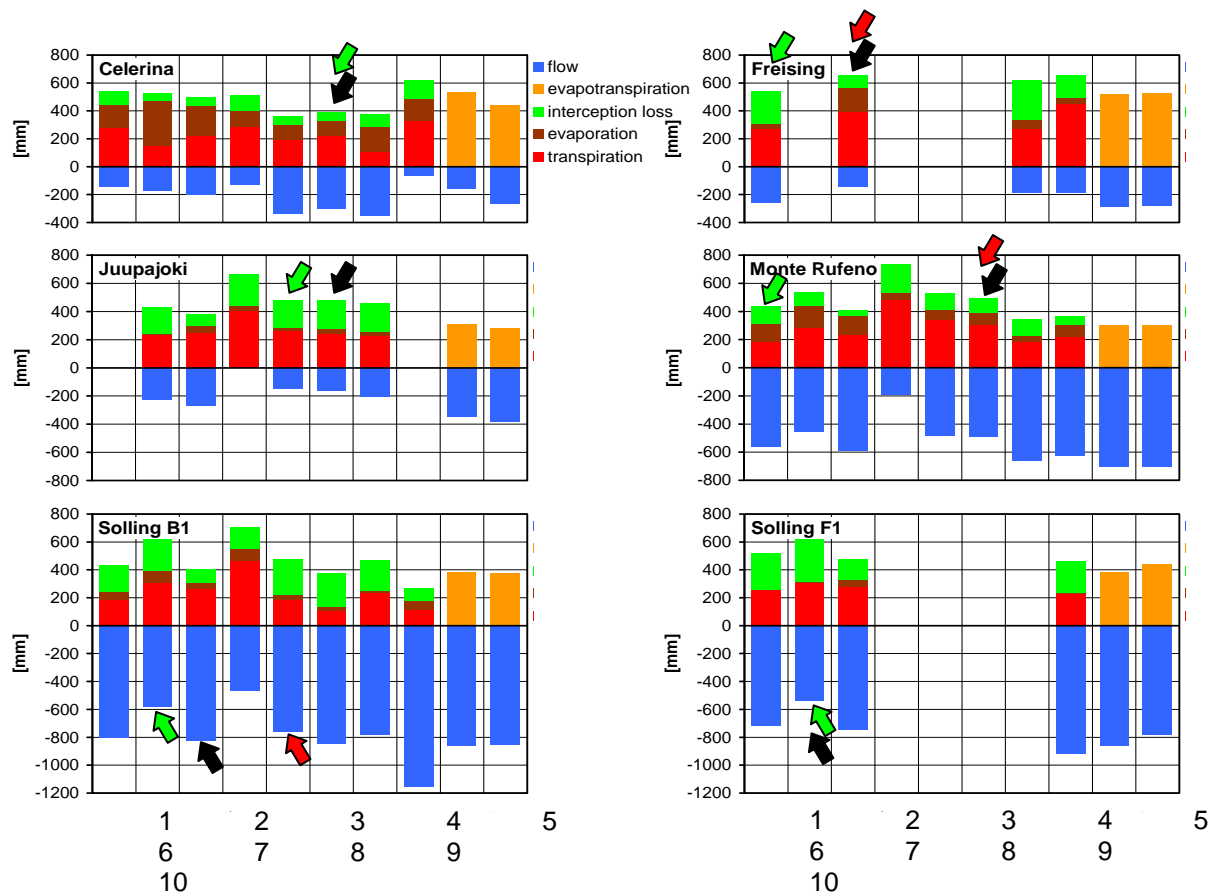 800
600
400
200
0
-200
-400
[mm]
Celerina
flow
evapotranspiration
interception loss
evaporation
transpiration
800
600
400
200
0
-200
-400
[mm]
Freising
800
600
400
200
0
-200
-400
-600
-800
[mm]
Juupajoki
800
600
400
200
0
-200
-400
-600
-800
[mm]
Monte Rufeno
800
600
400
200
0
-200
-400
-600
-800
-1000
-1200
[mm]
Solling B1
800
600
400
200
0
-200
-400
-600
-800
-1000
-1200
[mm]
Solling F1
1 2 3 4 5
6 7 8 9
10
1 2 3 4 5
6 7 8 9
10